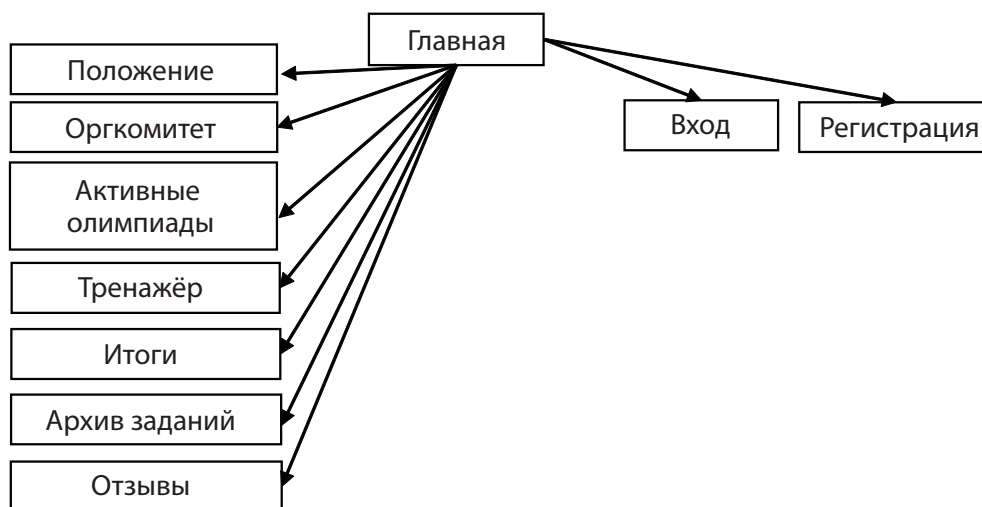 Главная
Положение
Оргкомитет
Активные
олимпиады
Тренажёр
Итоги
Архив заданий
Отзывы
Вход
Регистрация